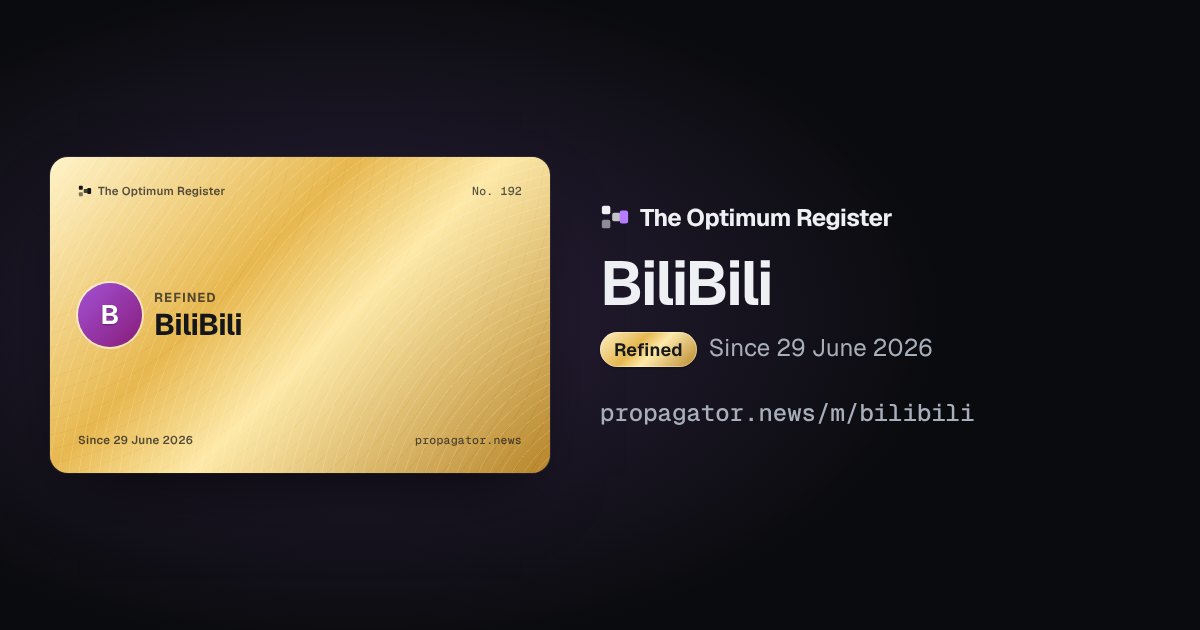 The Optimum Register
No. 192
B
REFINED
BiliBili
Since 29 June 2026
propagator.news
The Optimum Register
BiliBili
Refined
Since 29 June 2026
propagator.news/m/bilibili